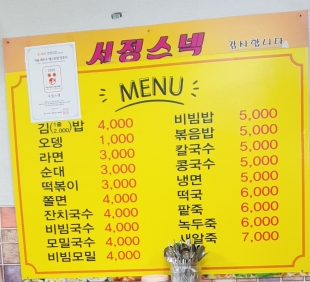 서정스넥 감사합니다
MENU
김(1줄 2,000)밥 4,000
오뎅 1,000
라면 3,000
순대 3,000
떡볶이 3,000
쫄면 4,000
잔치국수 4,000
비빔국수 4,000
모밀국수 4,000
비빔모밀 4,000
비빔밥 5,000
볶음밥 5,000
칼국수 5,000
콩국수 5,000
냉면 5,000
떡국 6,000
팥죽 6,000
녹두죽 6,000
새알죽 7,000